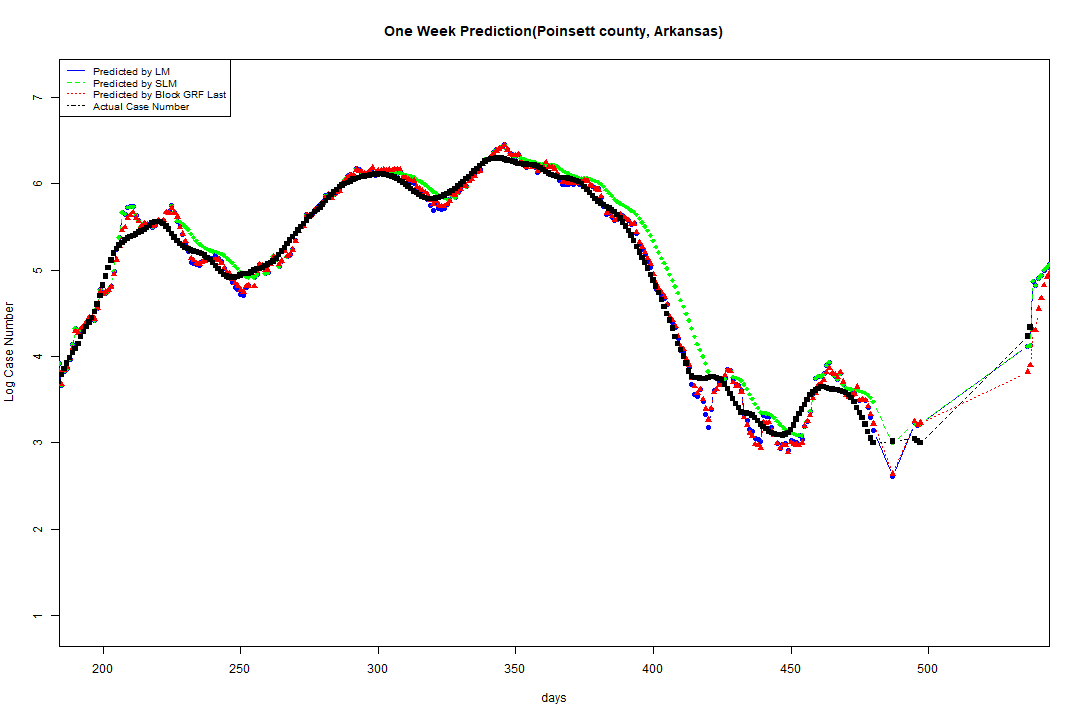 One Week Prediction(Poinsett county, Arkansas)
Predicted by LM
Predicted by SLM
Predicted by Block GRF Last
Actual Case Number
7
6
5
4
3
2
1
Log Case Number
200 250 300 350 400 450 500
days